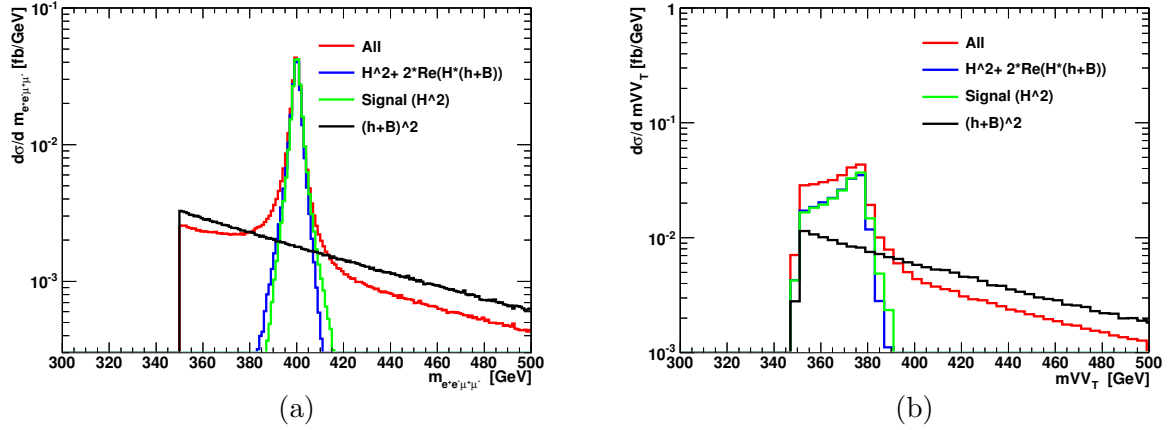 dσ/d m_e⁺e⁻μ⁺μ⁻ [fb/GeV]
10⁻¹
10⁻²
10⁻³
All
H^2+ 2*Re(H*(h+B))
Signal (H^2)
(h+B)^2
300 320 340 360 380 400 420 440 460 480 500
m_e⁺e⁻μ⁺μ⁻ [GeV]
(a)
dσ/d mVV_T [fb/GeV]
1
10⁻¹
10⁻²
10⁻³
All
H^2+ 2*Re(H*(h+B))
Signal (H^2)
(h+B)^2
300 320 340 360 380 400 420 440 460 480 500
mVV_T [GeV]
(b)